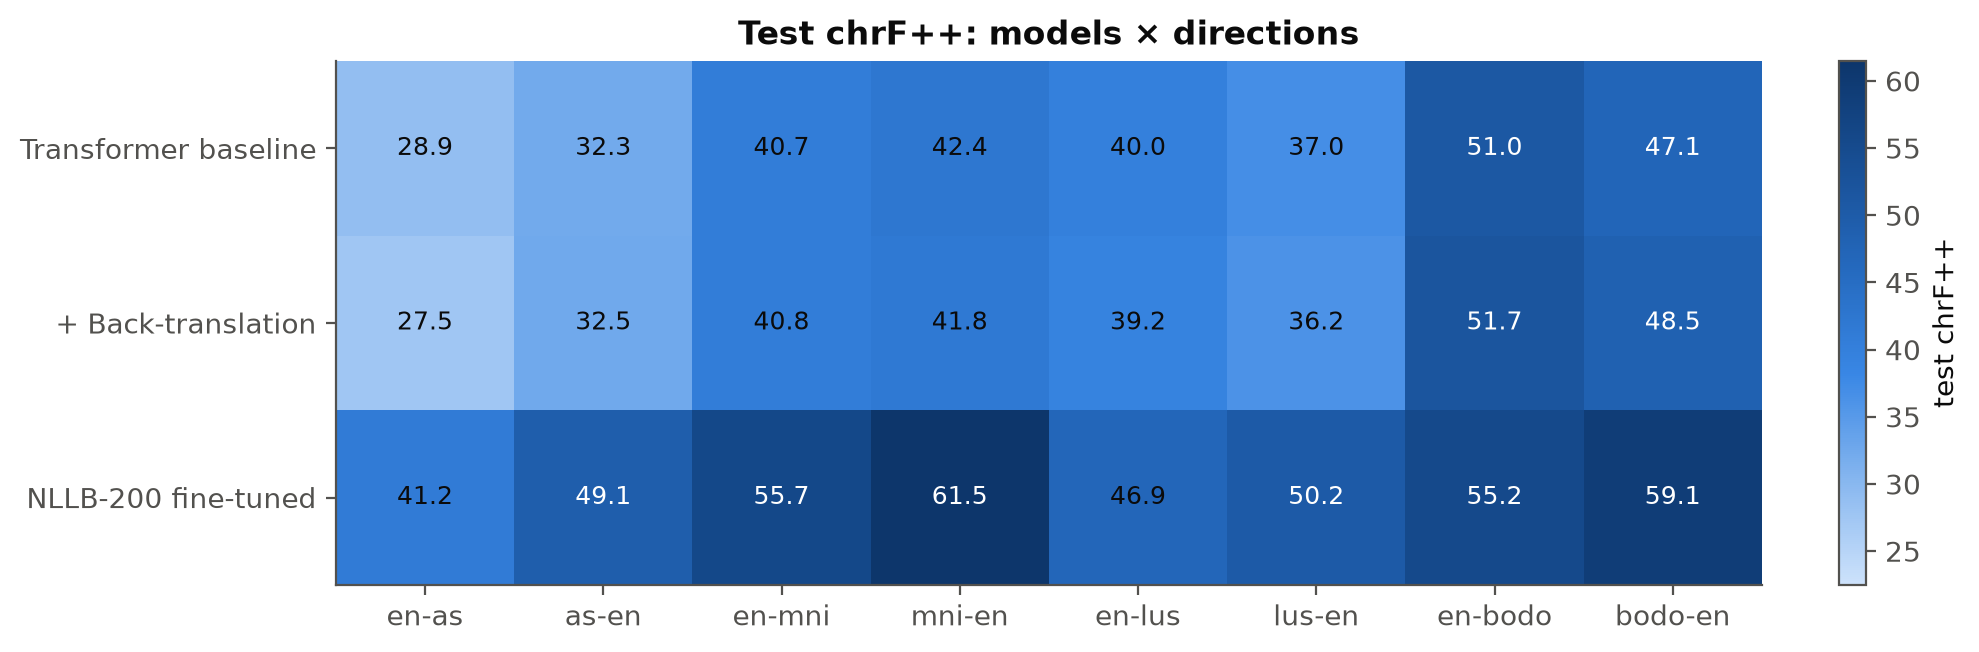 Test chrF++: models × directions
Transformer baseline 28.9 32.3 40.7 42.4 40.0 37.0 51.0 47.1
+ Back-translation 27.5 32.5 40.8 41.8 39.2 36.2 51.7 48.5
NLLB-200 fine-tuned 41.2 49.1 55.7 61.5 46.9 50.2 55.2 59.1
en-as as-en en-mni mni-en en-lus lus-en en-bodo bodo-en
60
55
50
45
40
35
30
25
test chrF++